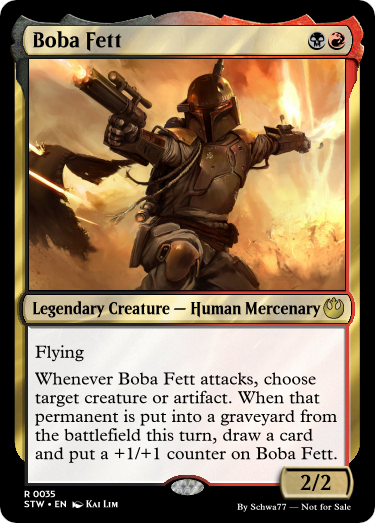 Boba Fett
Legendary Creature — Human Mercenary
Flying
Whenever Boba Fett attacks, choose
target creature or artifact. When that
permanent is put into a graveyard from
the battlefield this turn, draw a card
and put a +1/+1 counter on Boba Fett.
2/2
R 0035
STW • EN Kai Lim
By Schwa77 — Not for Sale